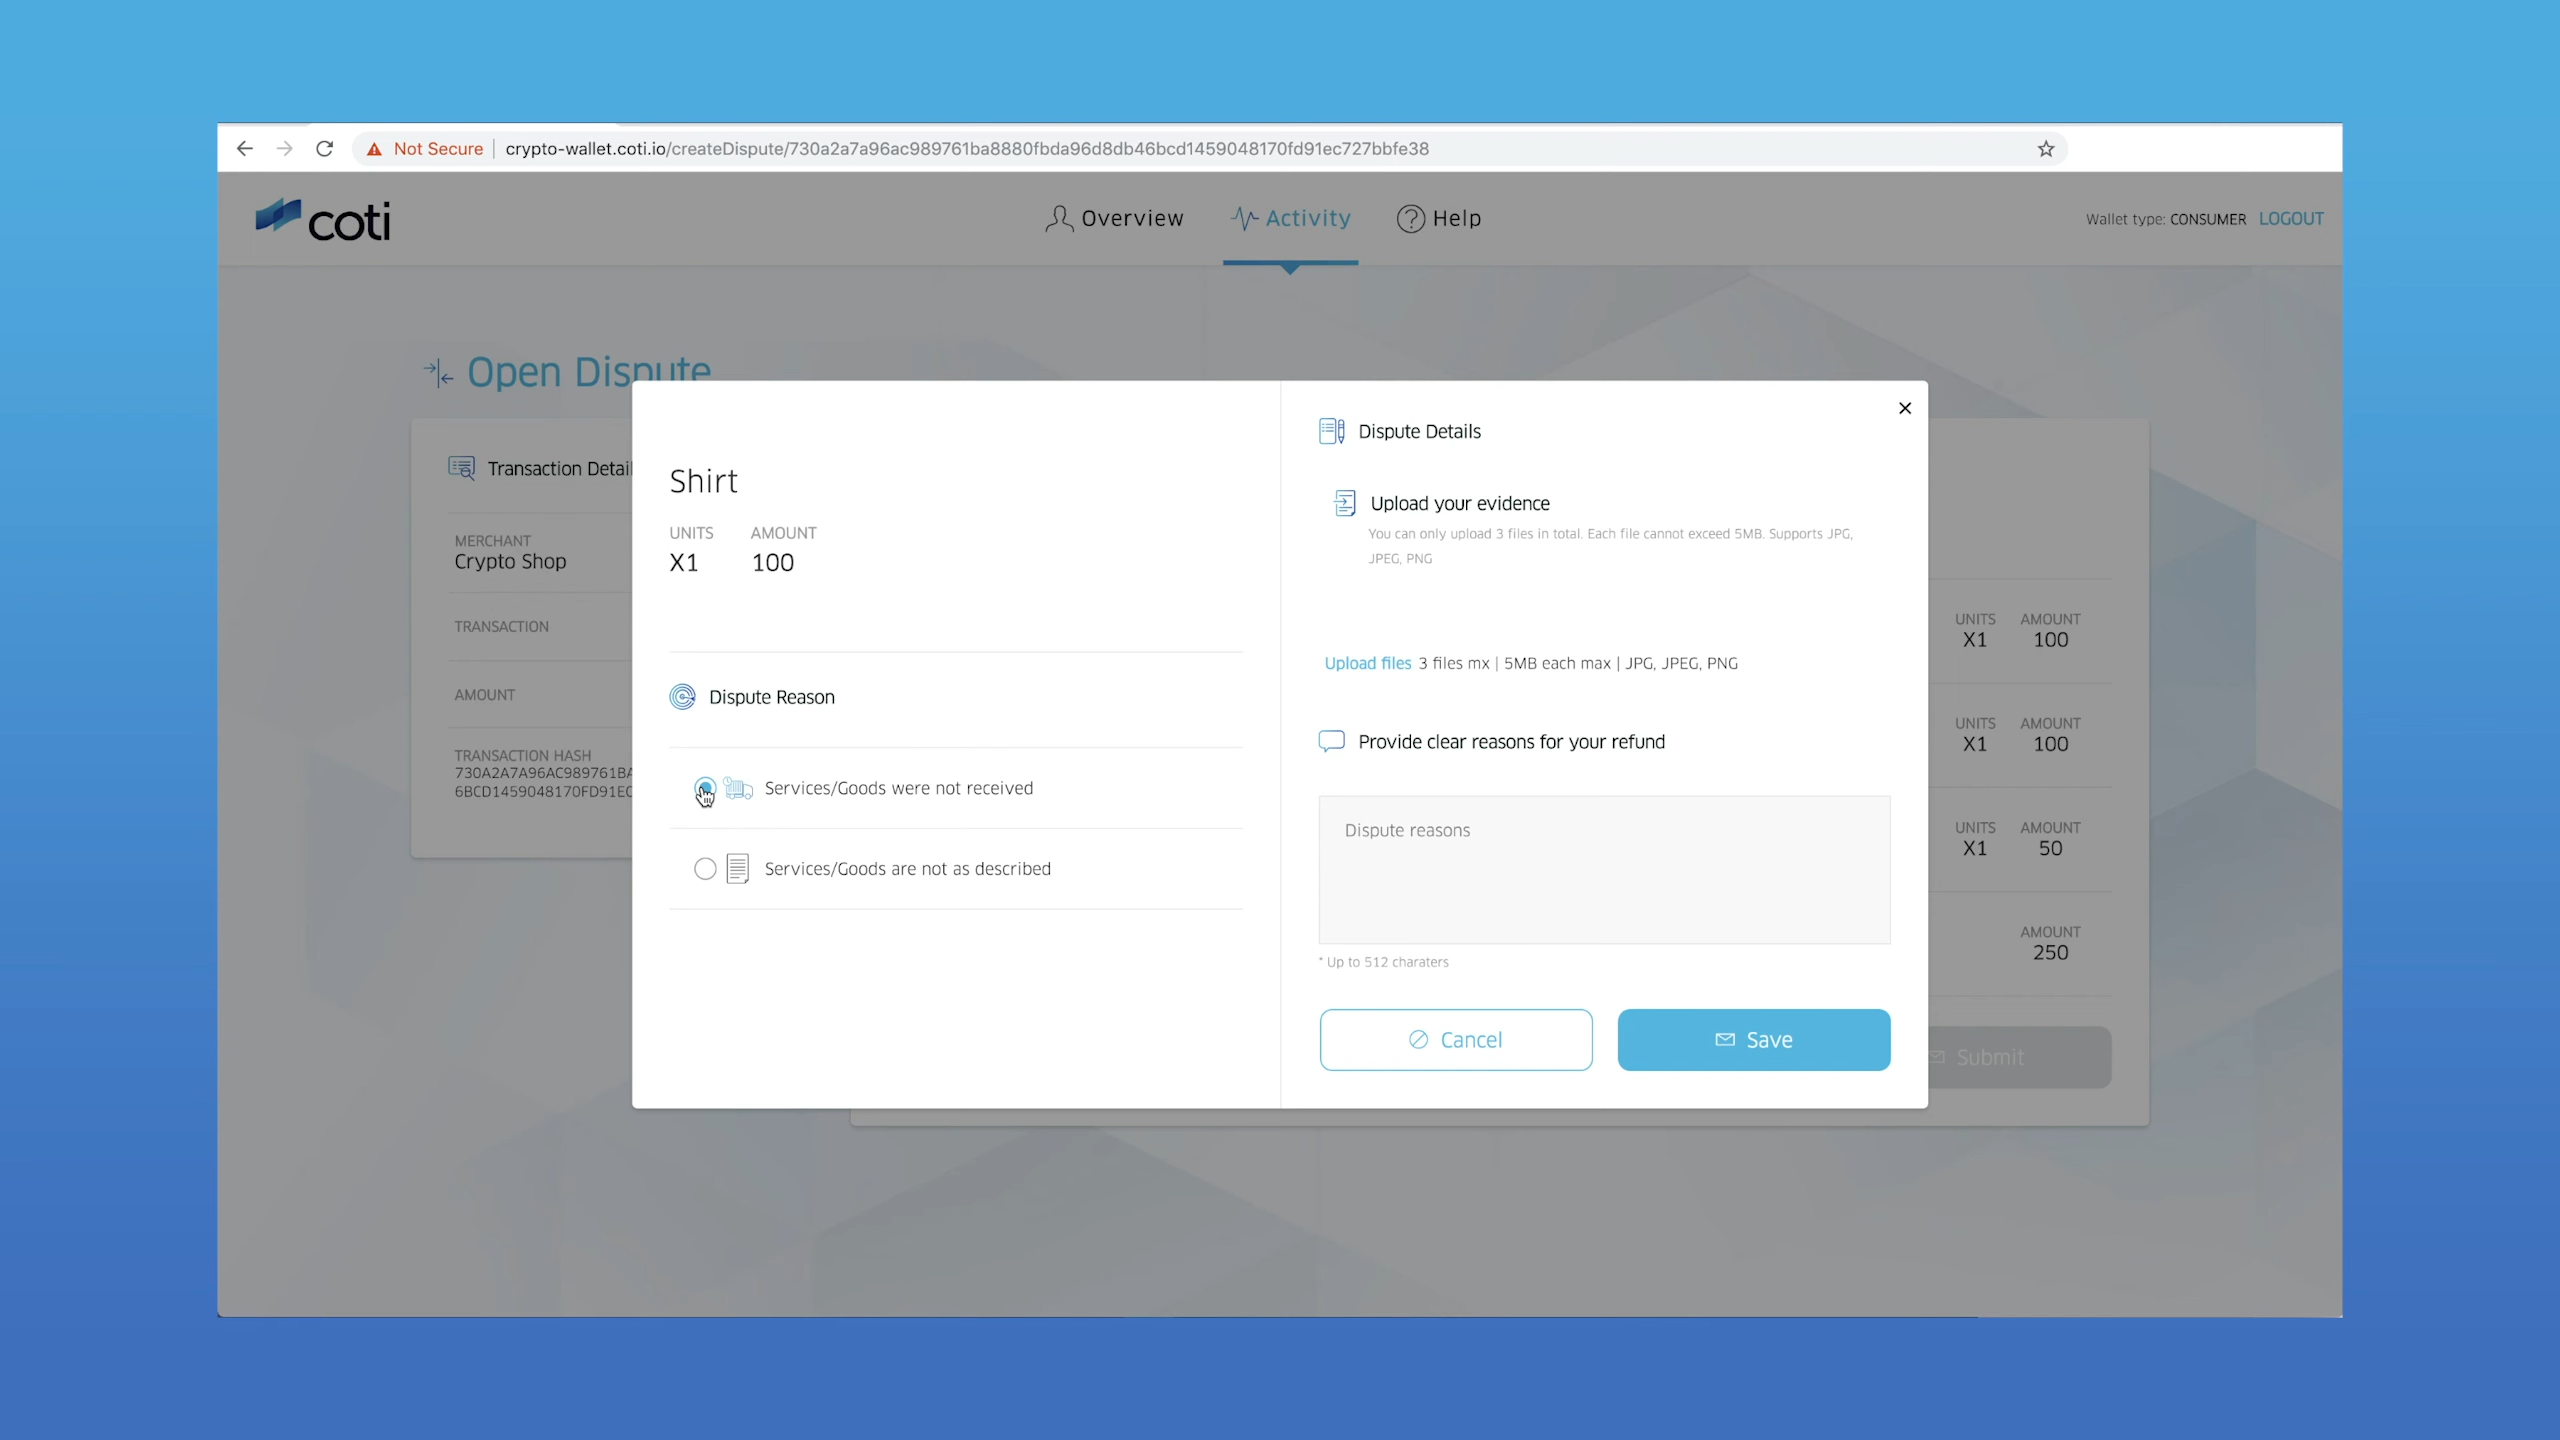 Not Secure | crypto-wallet.coti.io/createDispute/730a2a7a96ac989761ba8880fbda96d8db46bcd1459048170fd91ec727bbfe38
coti
Overview
Activity
Help
Wallet type: CONSUMER LOGOUT
Open Dispute
Transaction Detail
MERCHANT
Crypto Shop
TRANSACTION
AMOUNT
TRANSACTION HASH
730A2A7A96AC989761BA
6BCD1459048170FD91EC
Shirt
UNITS AMOUNT
X1 100
Dispute Reason
Services/Goods were not received
Services/Goods are not as described
Dispute Details
Upload your evidence
You can only upload 3 files in total. Each file cannot exceed 5MB. Supports JPG,
JPEG, PNG
Upload files 3 files mx | 5MB each max | JPG, JPEG, PNG
Provide clear reasons for your refund
Dispute reasons
* Up to 512 charaters
Cancel
Save
UNITS AMOUNT
X1 100
UNITS AMOUNT
X1 100
UNITS AMOUNT
X1 50
AMOUNT
250
Submit